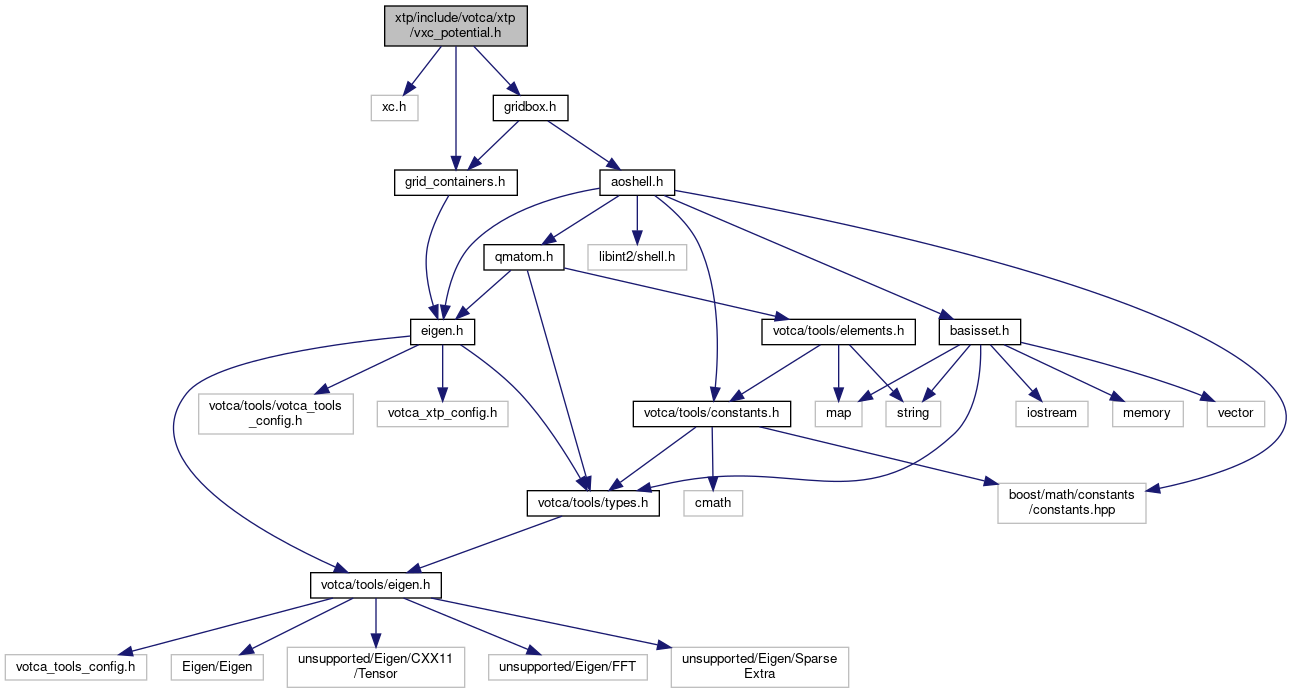 xtp/include/votca/xtp
/vxc_potential.h
xc.h
gridbox.h
grid_containers.h
aoshell.h
qmatom.h
libint2/shell.h
eigen.h
votca/tools/elements.h
basisset.h
votca/tools/votca_tools
_config.h
votca_xtp_config.h
votca/tools/constants.h
map
string
iostream
memory
vector
votca/tools/types.h
cmath
boost/math/constants
/constants.hpp
votca/tools/eigen.h
votca_tools_config.h
Eigen/Eigen
unsupported/Eigen/CXX11
/Tensor
unsupported/Eigen/FFT
unsupported/Eigen/Sparse
Extra